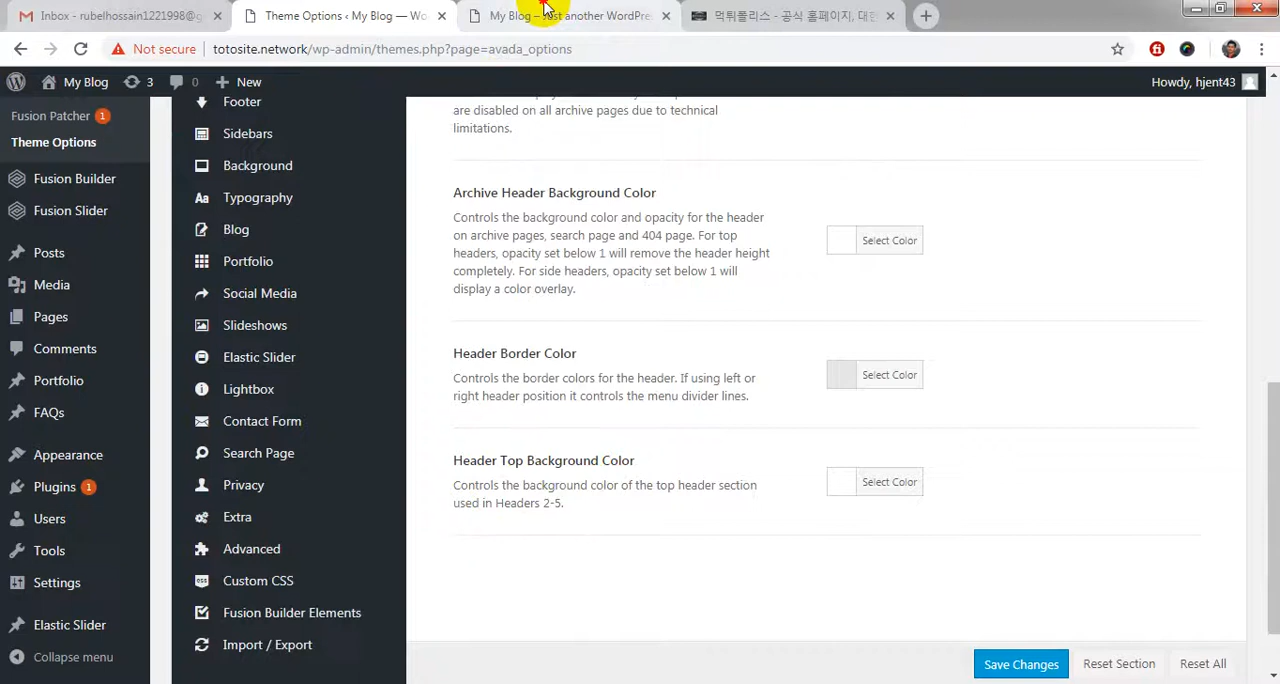 Inbox - rubelhossain1221998@g
Theme Options ‹ My Blog — Wo
My Blog – Just another WordPre
먹튀폴리스 - 공식 홈페이지, 대한
Not secure
totosite.network/wp-admin/themes.php?page=avada_options
My Blog
3
0
New
Howdy, hjent43
Fusion Patcher 1
Theme Options
Fusion Builder
Fusion Slider
Posts
Media
Pages
Comments
Portfolio
FAQs
Appearance
Plugins 1
Users
Tools
Settings
Elastic Slider
Collapse menu
Footer
Sidebars
Background
Typography
Blog
Portfolio
Social Media
Slideshows
Elastic Slider
Lightbox
Contact Form
Search Page
Privacy
Extra
Advanced
Custom CSS
Fusion Builder Elements
Import / Export
are disabled on all archive pages due to technical
limitations.
Archive Header Background Color
Controls the background color and opacity for the header
on archive pages, search page and 404 page. For top
headers, opacity set below 1 will remove the header height
completely. For side headers, opacity set below 1 will
display a color overlay.
Select Color
Header Border Color
Controls the border colors for the header. If using left or
right header position it controls the menu divider lines.
Select Color
Header Top Background Color
Controls the background color of the top header section
used in Headers 2-5.
Select Color
Save Changes
Reset Section
Reset All